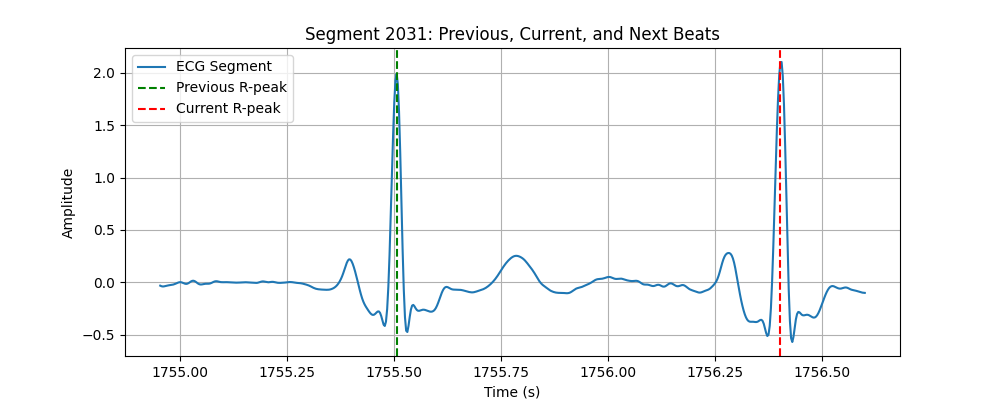 Segment 2031: Previous, Current, and Next Beats
ECG Segment
Previous R-peak
Current R-peak
2.0
1.5
1.0
0.5
0.0
−0.5
Amplitude
1755.00 1755.25 1755.50 1755.75 1756.00 1756.25 1756.50
Time (s)